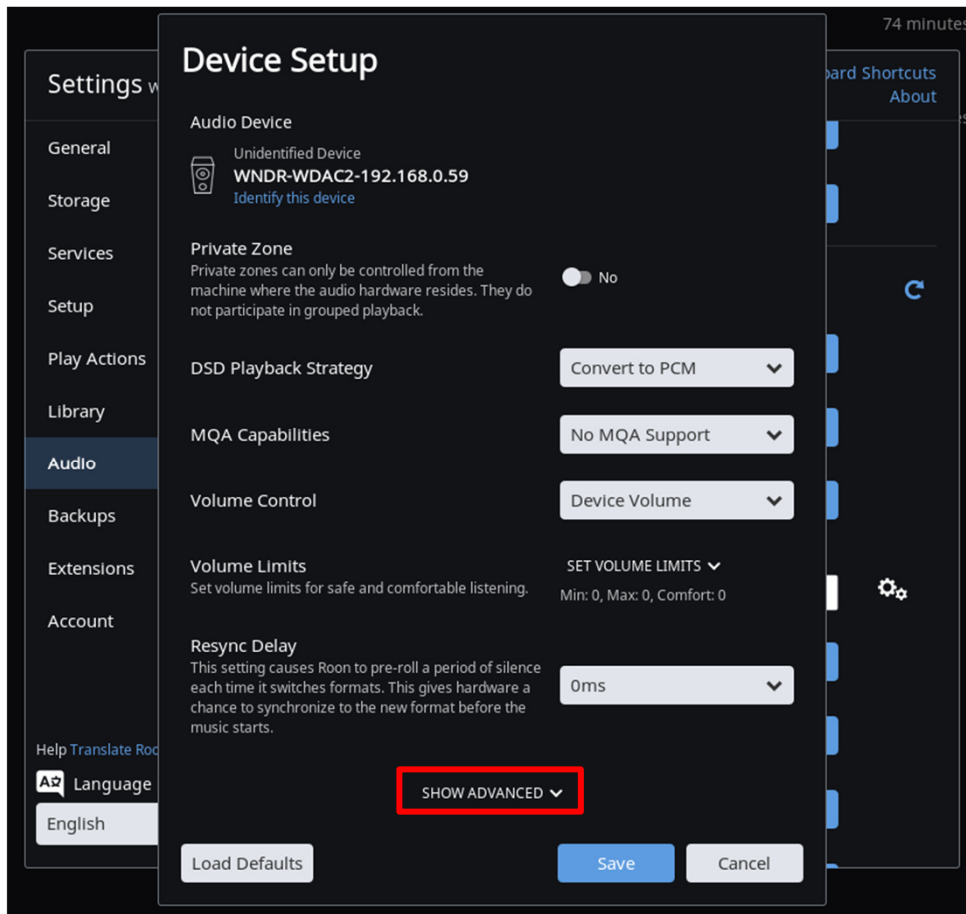 74 minutes
Device Setup
Settings
Shortcuts
About
Audio Device
Unidentified Device
WNDR-WDAC2-192.168.0.59
Identify this device
General
Storage
Services
Setup
Play Actions
Library
Audio
Backups
Extensions
Account
Private Zone
Private zones can only be controlled from the
machine where the audio hardware resides. They do
not participate in grouped playback.
No
DSD Playback Strategy
Convert to PCM
MQA Capabilities
No MQA Support
Volume Control
Device Volume
Volume Limits
Set volume limits for safe and comfortable listening.
SET VOLUME LIMITS
Min: 0, Max: 0, Comfort: 0
Resync Delay
This setting causes Roon to pre-roll a period of silence
each time it switches formats. This gives hardware a
chance to synchronize to the new format before the
music starts.
0ms
Help Translate
Language
English
SHOW ADVANCED
Load Defaults
Save
Cancel